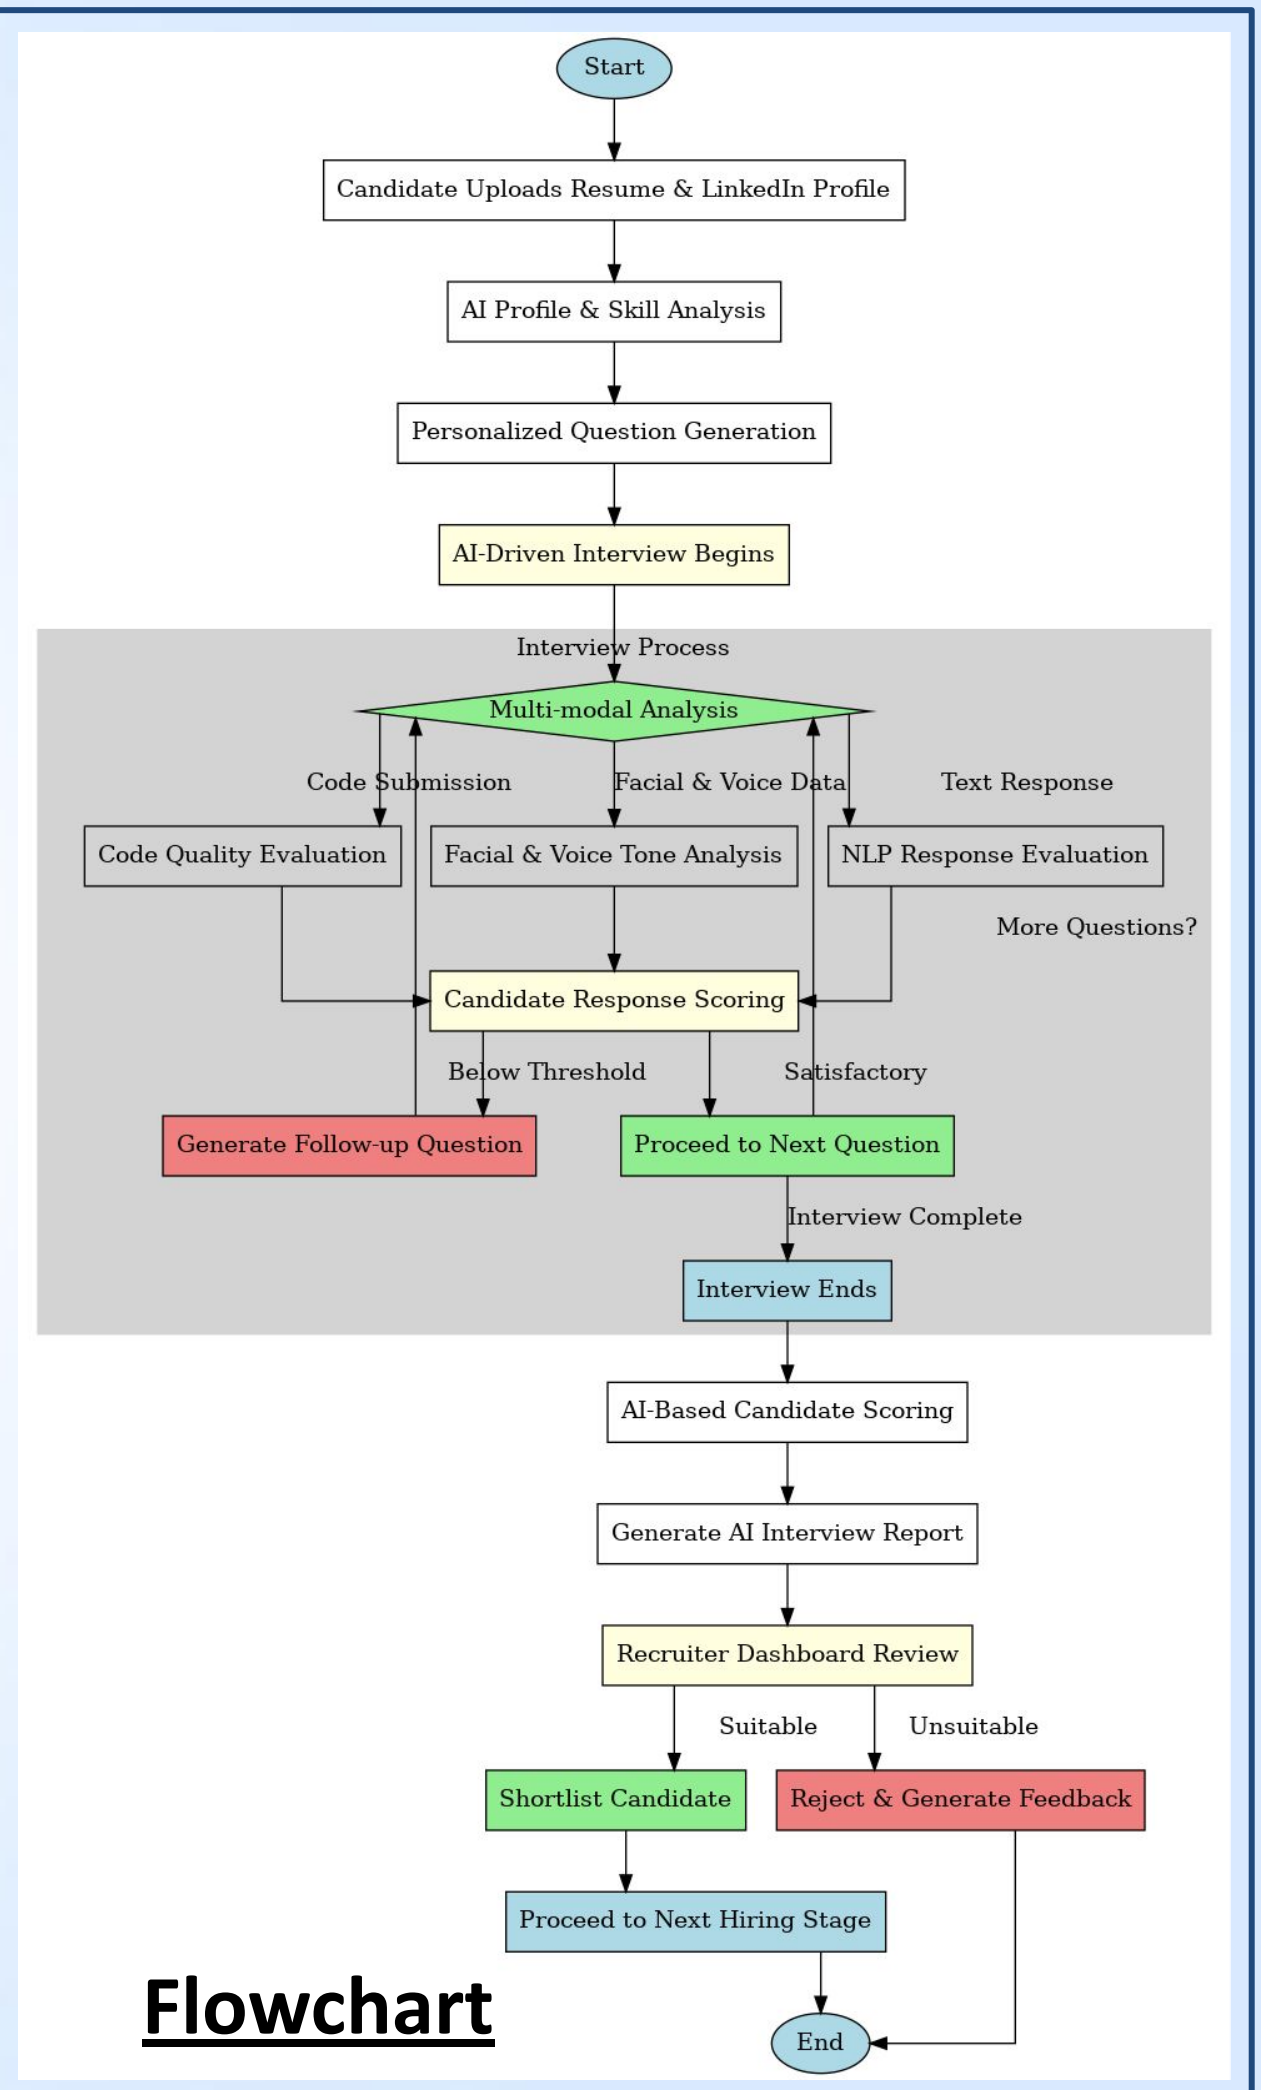 Start
Candidate Uploads Resume & LinkedIn Profile
AI Profile & Skill Analysis
Personalized Question Generation
AI-Driven Interview Begins
Interview Process
Multi-modal Analysis
Code Submission
Facial & Voice Data
Text Response
Code Quality Evaluation
Facial & Voice Tone Analysis
NLP Response Evaluation
More Questions?
Candidate Response Scoring
Below Threshold
Satisfactory
Generate Follow-up Question
Proceed to Next Question
Interview Complete
Interview Ends
AI-Based Candidate Scoring
Generate AI Interview Report
Recruiter Dashboard Review
Suitable
Unsuitable
Shortlist Candidate
Reject & Generate Feedback
Proceed to Next Hiring Stage
Flowchart
End